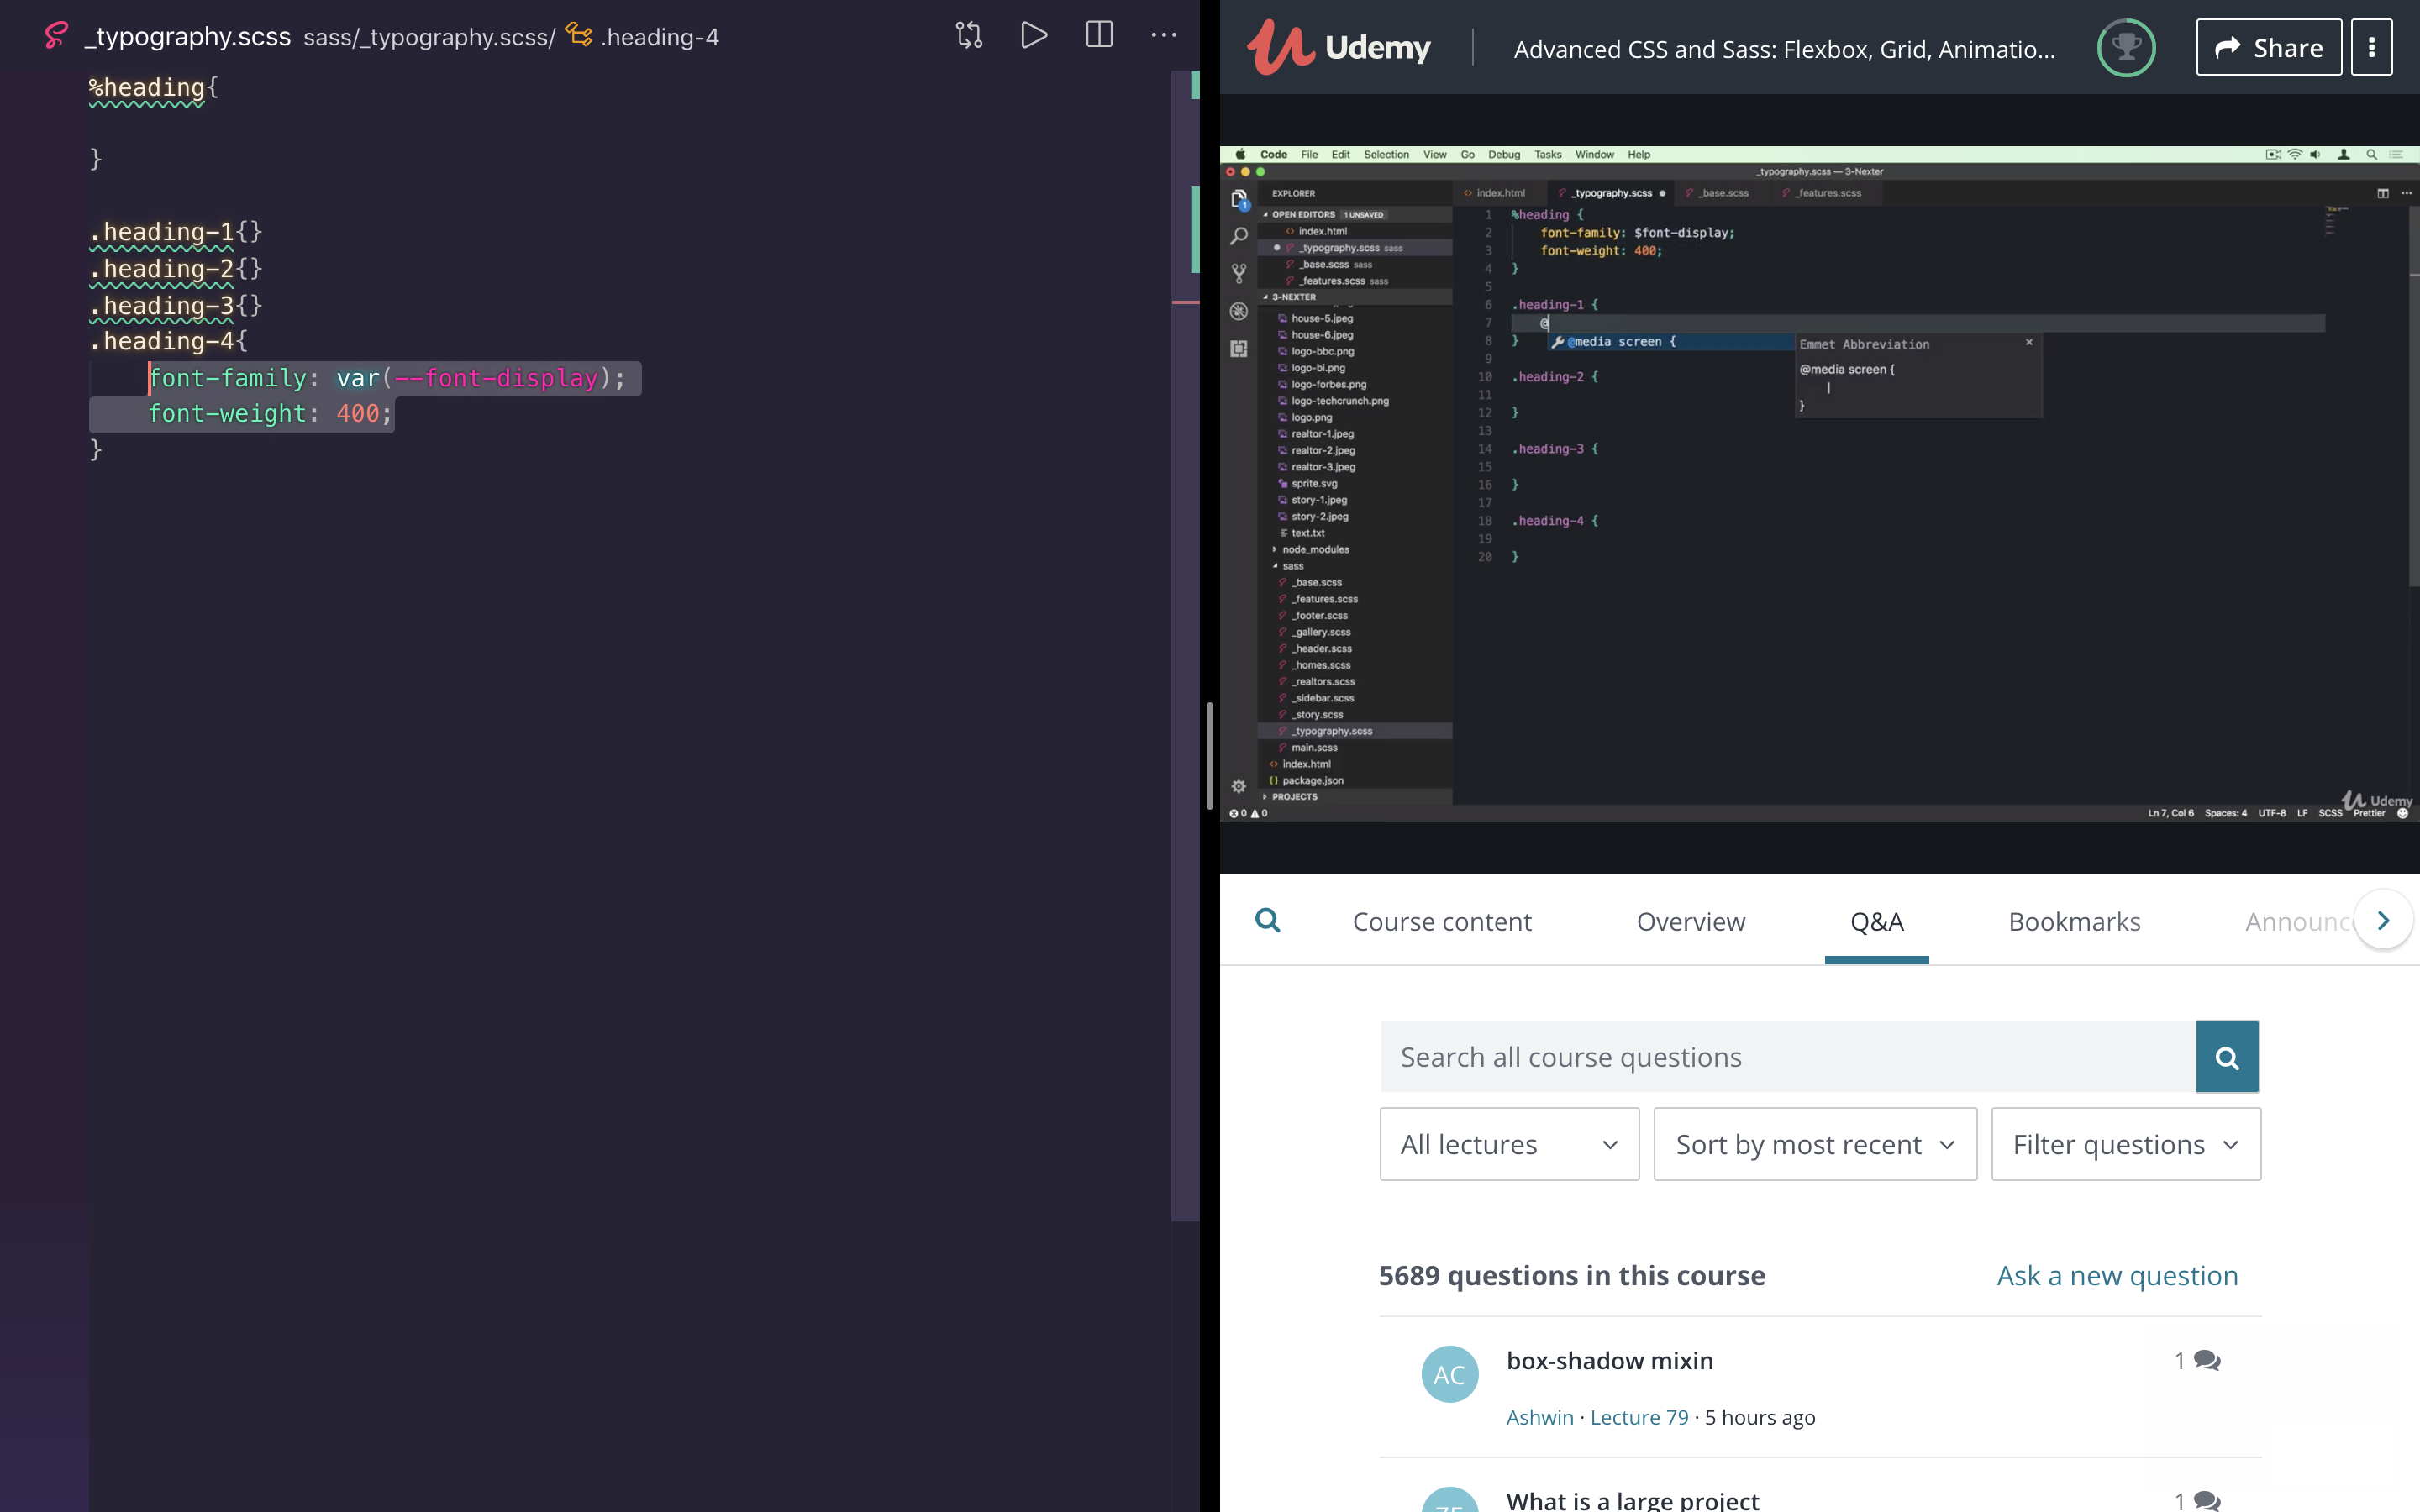 _typography.scss sass/_typography.scss/ .heading-4
%heading{
}
.heading-1{}
.heading-2{}
.heading-3{}
.heading-4{
font-family: var(--font-display);
font-weight: 400;
}
Udemy
Advanced CSS and Sass: Flexbox, Grid, Animatio...
Share
Code File Edit Selection View Go Debug Tasks Window Help
_typography.scss — 3-Nexter
EXPLORER
index.html
_typography.scss
_base.scss
_features.scss
OPEN EDITORS 1 UNSAVED
index.html
_typography.scss sass
_base.scss sass
_features.scss sass
3-NEXTER
house-5.jpeg
house-6.jpeg
logo-bbc.png
logo-bi.png
logo-forbes.png
logo-techcrunch.png
logo.png
realtor-1.jpeg
realtor-2.jpeg
realtor-3.jpeg
sprite.svg
story-1.jpeg
story-2.jpeg
text.txt
node_modules
sass
_base.scss
_features.scss
_footer.scss
_gallery.scss
_header.scss
_homes.scss
_realtors.scss
_sidebar.scss
_story.scss
_typography.scss
main.scss
index.html
package.json
PROJECTS
1 %heading {
2 font-family: $font-display;
3 font-weight: 400;
4 }
5
6 .heading-1 {
7 @
8 }
9
10 .heading-2 {
11
12 }
13
14 .heading-3 {
15
16 }
17
18 .heading-4 {
19
20 }
@media screen {
Emmet Abbreviation
@media screen {
|
}
1
0 0
Ln 7, Col 6 Spaces: 4 UTF-8 LF SCSS Prettier
Udemy
Course content
Overview
Q&A
Bookmarks
Announc
Search all course questions
All lectures
Sort by most recent
Filter questions
5689 questions in this course
Ask a new question
AC
box-shadow mixin
1
Ashwin · Lecture 79 · 5 hours ago
What is a large project
1